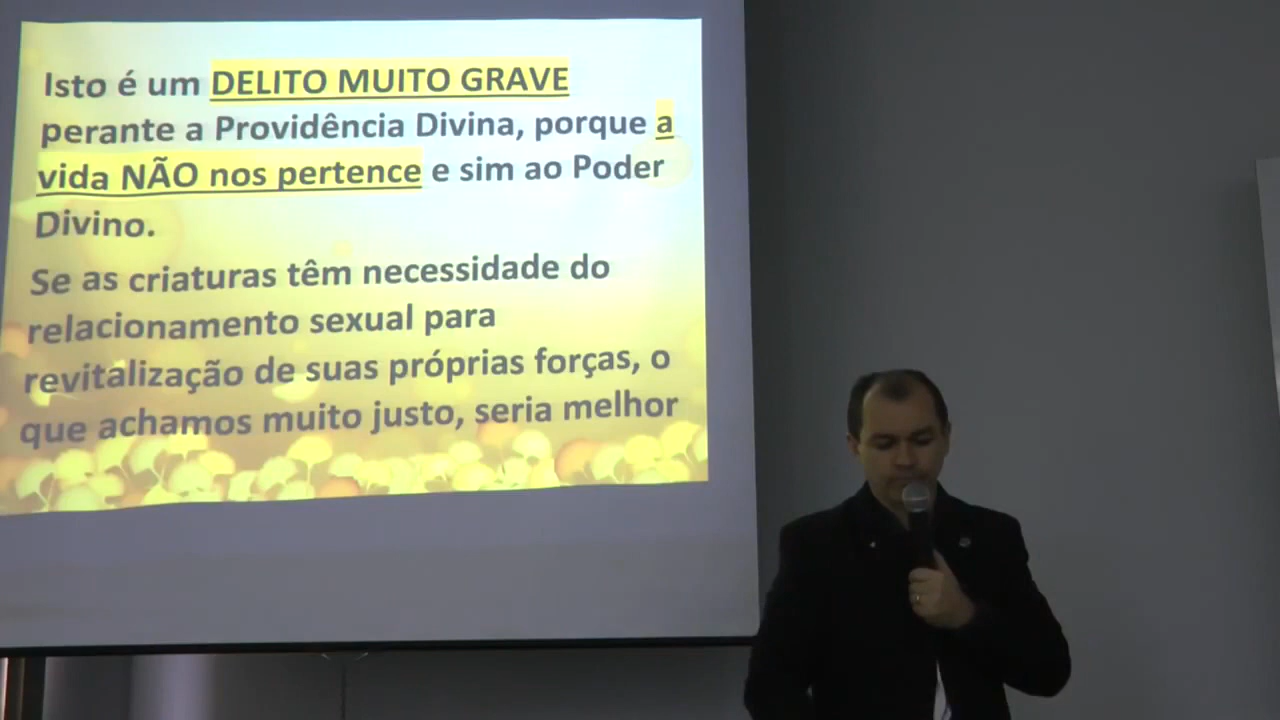 Isto é um DELITO MUITO GRAVE
perante a Providência Divina, porque a
vida NÃO nos pertence e sim ao Poder
Divino.
Se as criaturas têm necessidade do
relacionamento sexual para
revitalização de suas próprias forças, o
que achamos muito justo, seria melhor